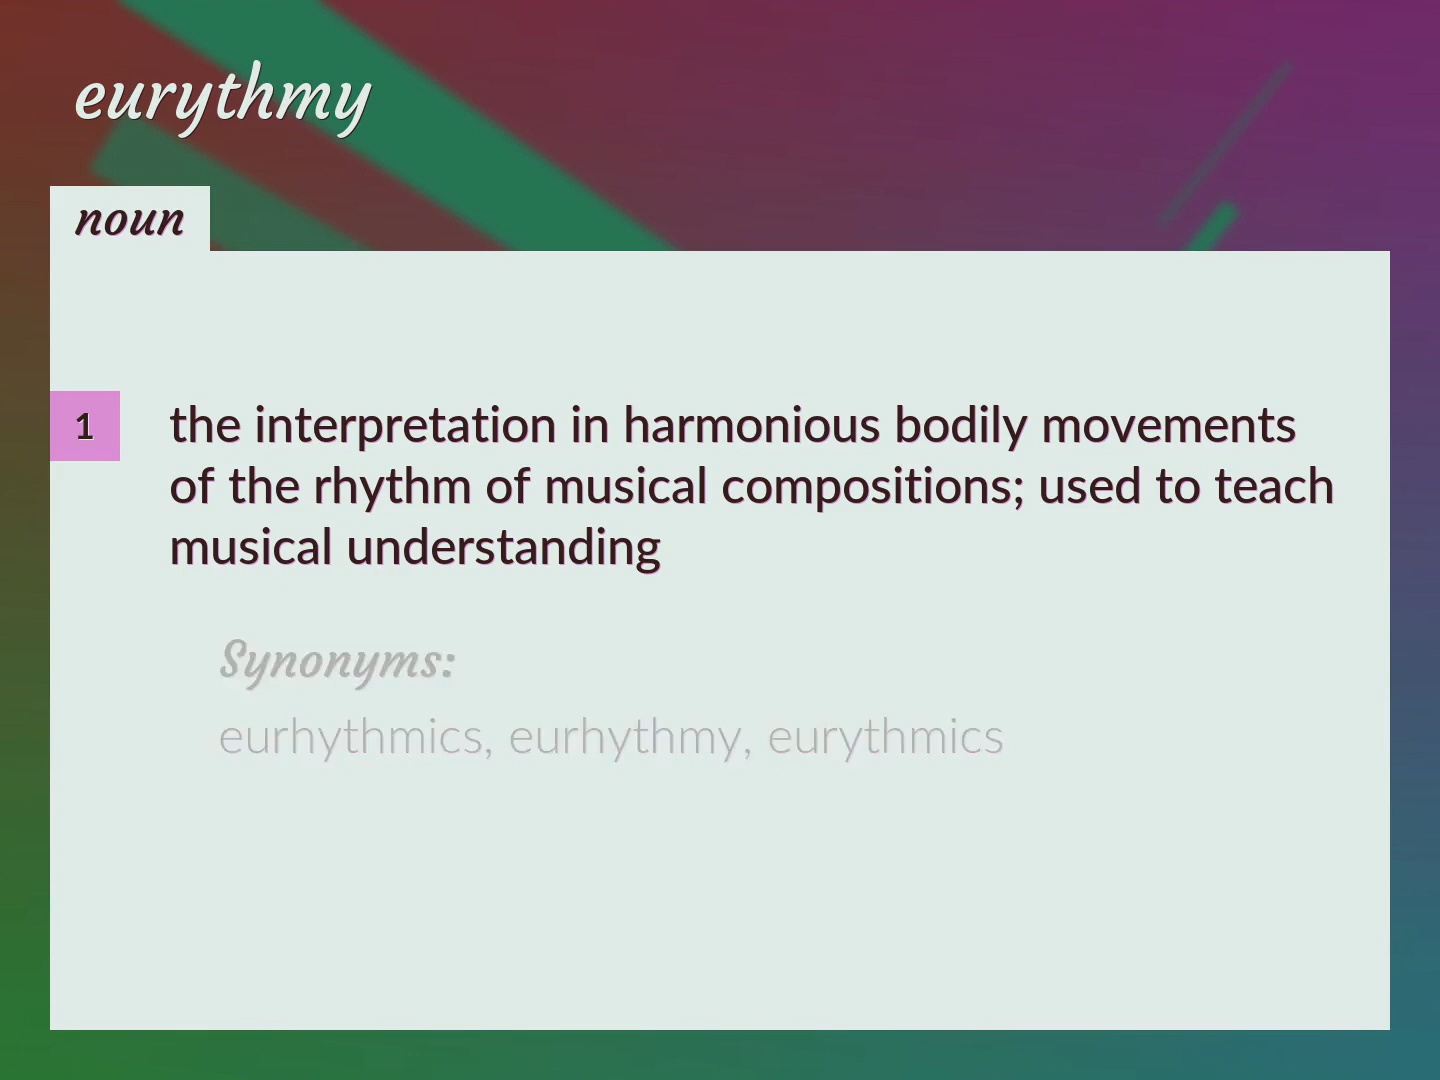 eurythmy
noun
1
the interpretation in harmonious bodily movements
of the rhythm of musical compositions; used to teach
musical understanding
Synonyms:
eurhythmics, eurhythmy, eurythmics